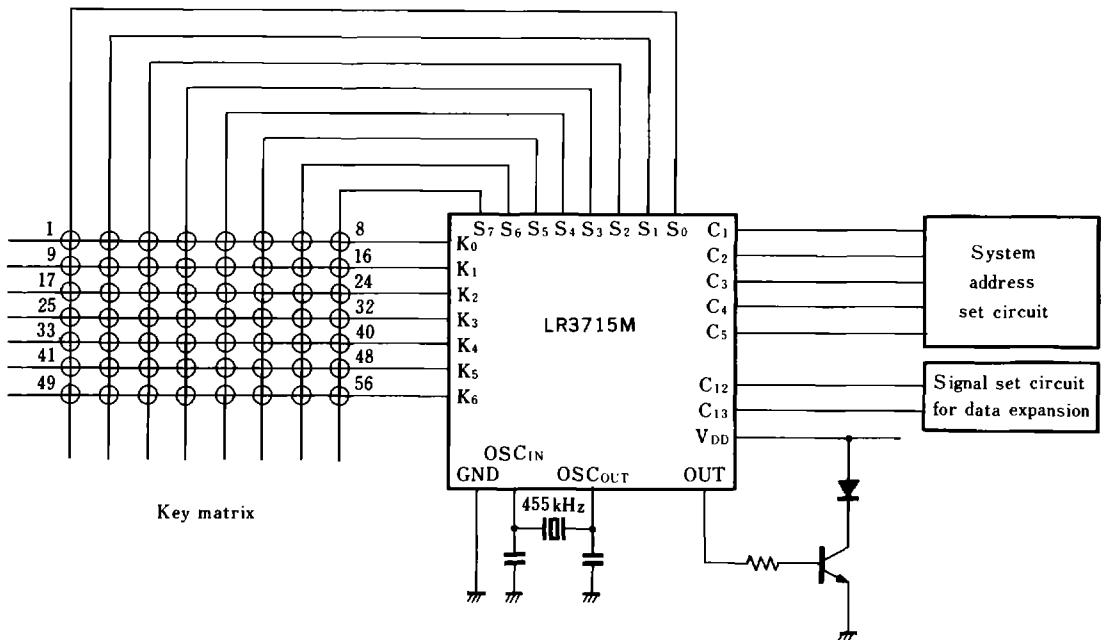 1 8
9 16
17 24
25 32
33 40
41 48
49 56
Key matrix
S₇ S₆ S₅ S₄ S₃ S₂ S₁ S₀
K₀
K₁
K₂
K₃
K₄
K₅
K₆
LR3715M
C₁
C₂
C₃
C₄
C₅
C₁₂
C₁₃
VDD
OSCIN
GND OSCOUT OUT
455kHz
System
address
set circuit
Signal set circuit
for data expansion